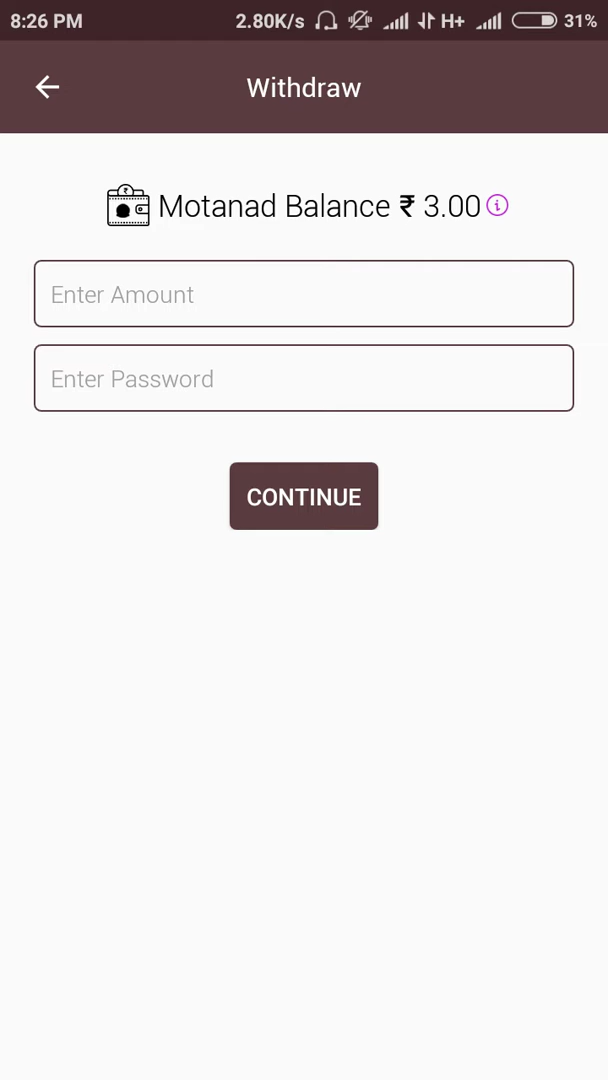 8:26 PM 2.80K/s H+ 31%
Withdraw
Motanad Balance ₹ 3.00
Enter Amount
Enter Password
CONTINUE